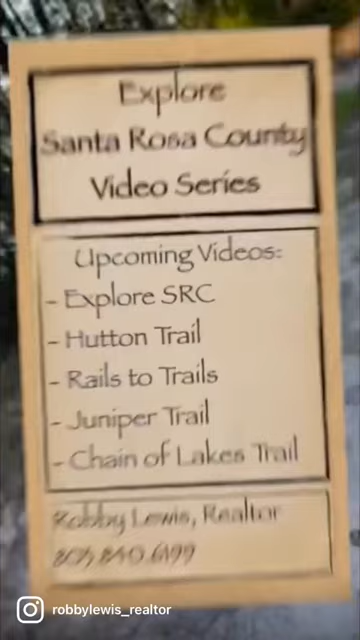 Explore
Santa Rosa County
Video Series
Upcoming Videos:
- Explore SRC
- Hutton Trail
- Rails to Trails
- Juniper Trail
- Chain of Lakes Trail
Robby Lewis, Realtor
robbylewis_realtor